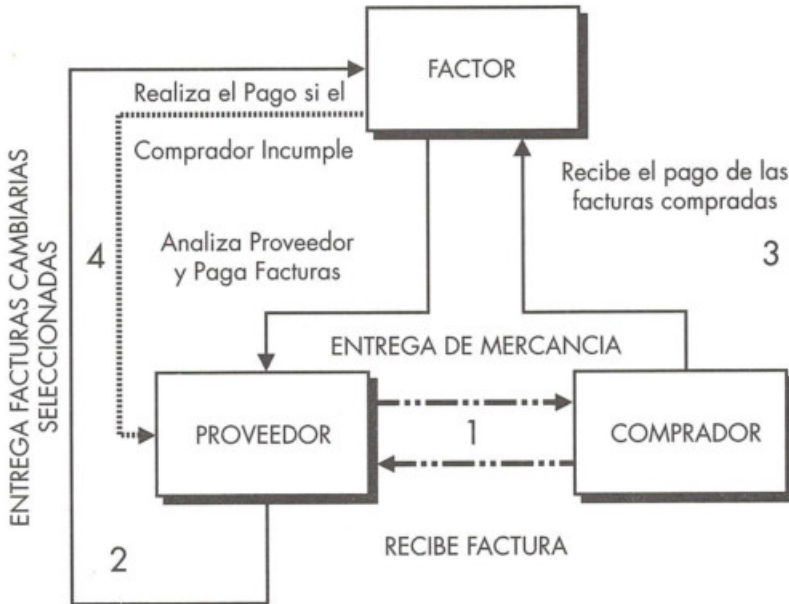 FACTOR
Realiza el Pago si el
Comprador Incumple
Recibe el pago de las
facturas compradas
3
4
Analiza Proveedor
y Paga Facturas
ENTREGA FACTURAS CAMBIARIAS
SELECCIONADAS
ENTREGA DE MERCANCIA
PROVEEDOR
1
COMPRADOR
RECIBE FACTURA
2